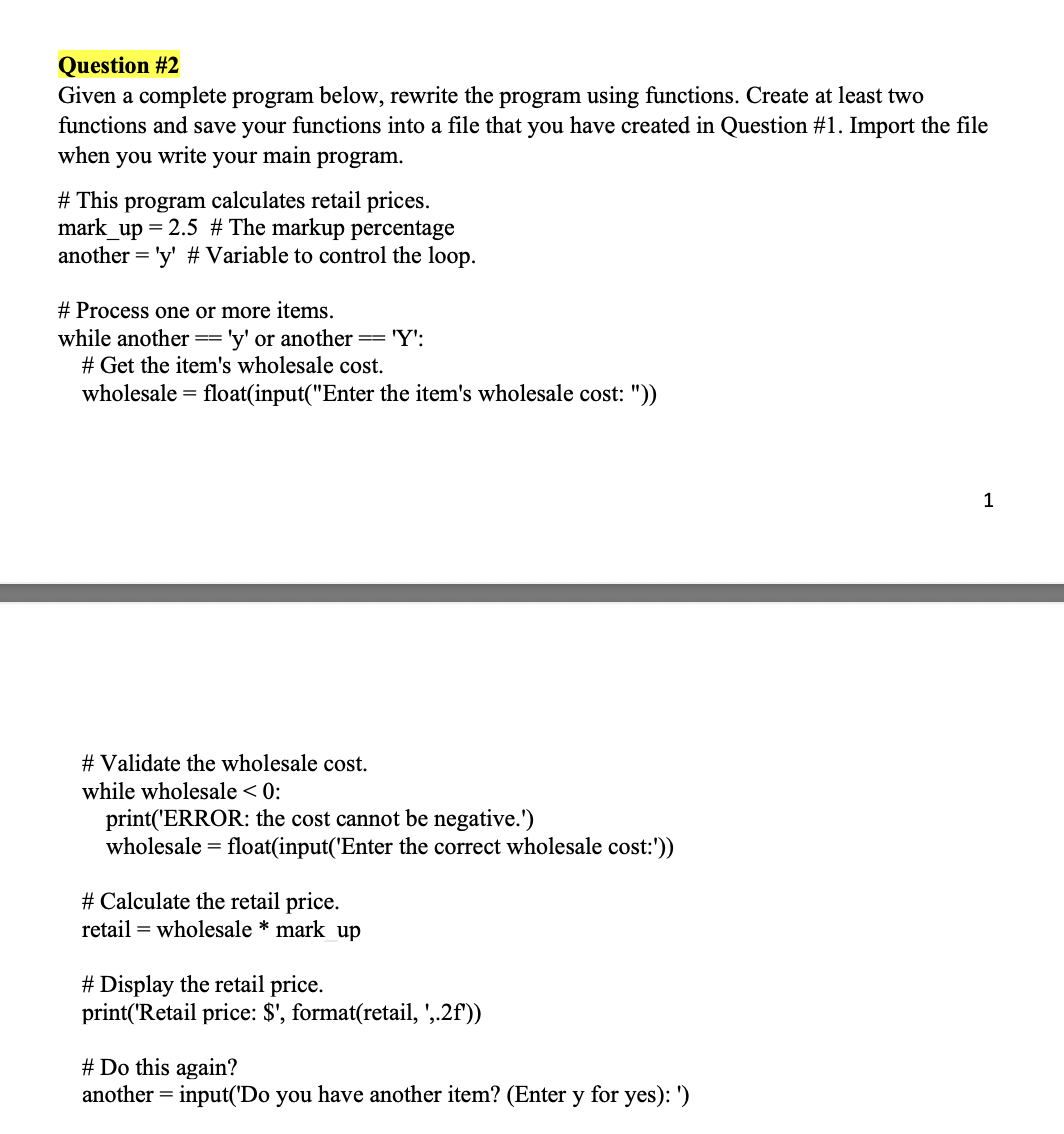 Question #2
Given a complete program below, rewrite the program using functions. Create at least two
functions and save your functions into a file that you have created in Question #1. Import the file
when you write your main program.
# This program calculates retail prices.
mark_up = 2.5  # The markup percentage
another = 'y'  # Variable to control the loop.
# Process one or more items.
while another == 'y' or another == 'Y':
# Get the item's wholesale cost.
wholesale = float(input("Enter the item's wholesale cost: "))
1
# Validate the wholesale cost.
while wholesale < 0:
print('ERROR: the cost cannot be negative.')
wholesale = float(input('Enter the correct wholesale cost:'))
# Calculate the retail price.
retail = wholesale * mark_up
# Display the retail price.
print('Retail price: $', format(retail, ',.2f'))
# Do this again?
another = input('Do you have another item? (Enter y for yes): ')